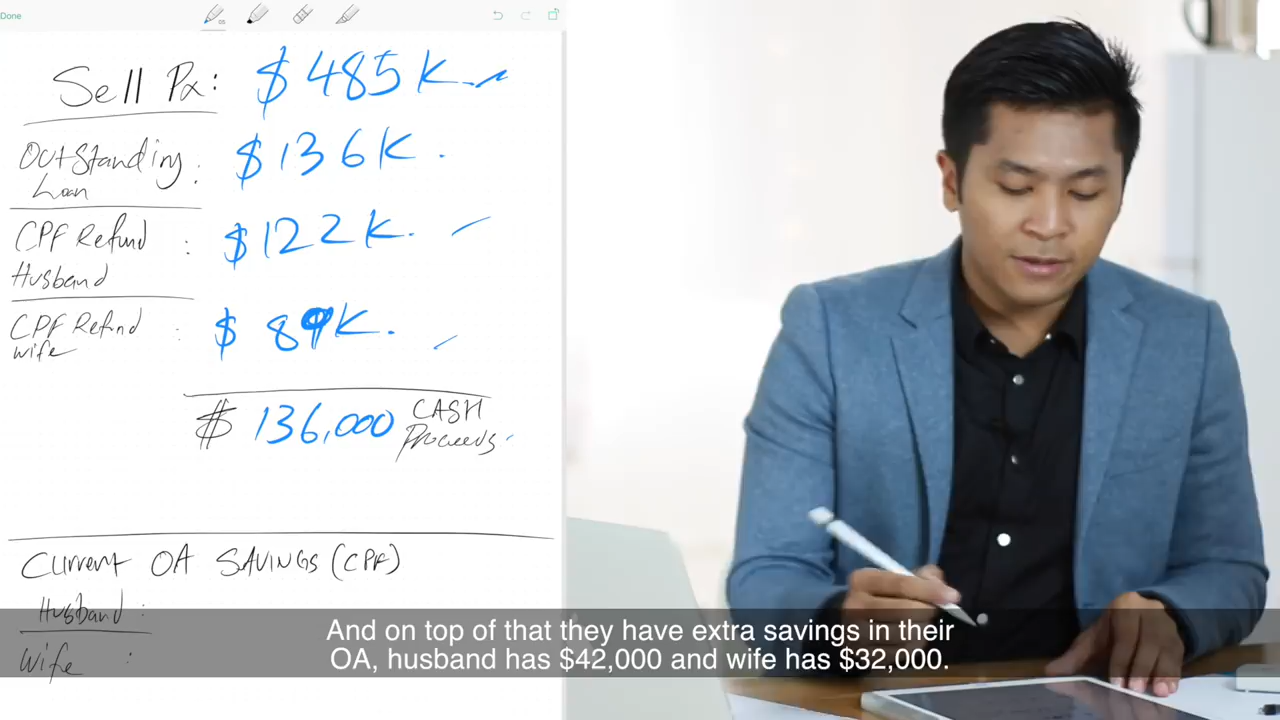 Done
Sell Px: $485K
Outstanding Loan : $136K.
CPF Refund Husband : $122K.
CPF Refund wife : $ 89K.
$ 136,000 CASH Proceeds
Current OA SAVINGS (CPF)
Husband :
Wife :
And on top of that they have extra savings in their
OA, husband has $42,000 and wife has $32,000.